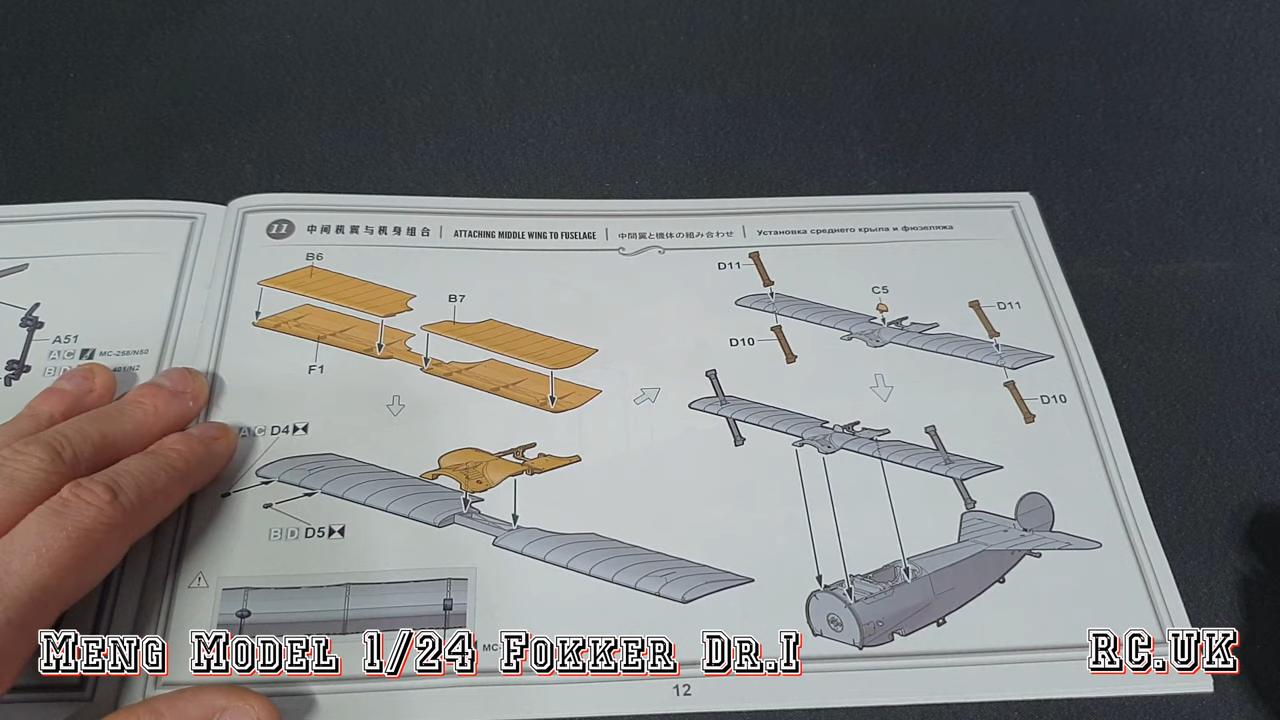 11 中间机翼与机身组合 | ATTACHING MIDDLE WING TO FUSELAGE | 中間翼と機体の組み合わせ | Установка среднего крыла и фюзеляжа
B6
B7
F1
D11
C5
D11
D10
D10
A51
A C MC-258/N50
B D
A C D4
B D D5
MC-
12
Meng Model 1/24 Fokker Dr.I
RC.UK